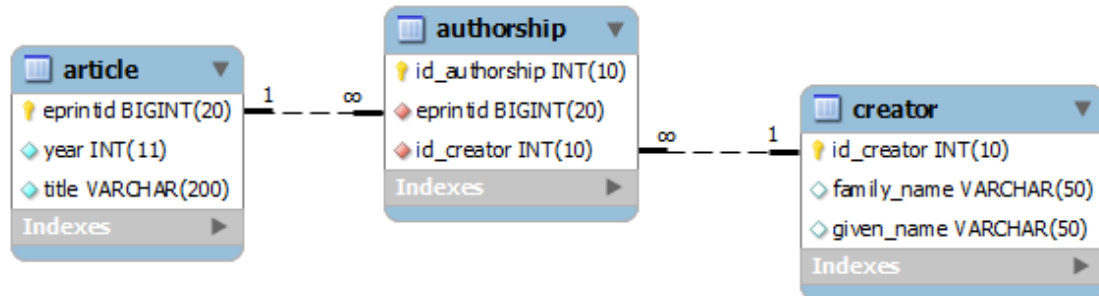 article
eprintid BIGINT(20)
year INT(11)
title VARCHAR(200)
Indexes
1
∞
authorship
id_authorship INT(10)
eprintid BIGINT(20)
id_creator INT(10)
Indexes
∞
1
creator
id_creator INT(10)
family_name VARCHAR(50)
given_name VARCHAR(50)
Indexes